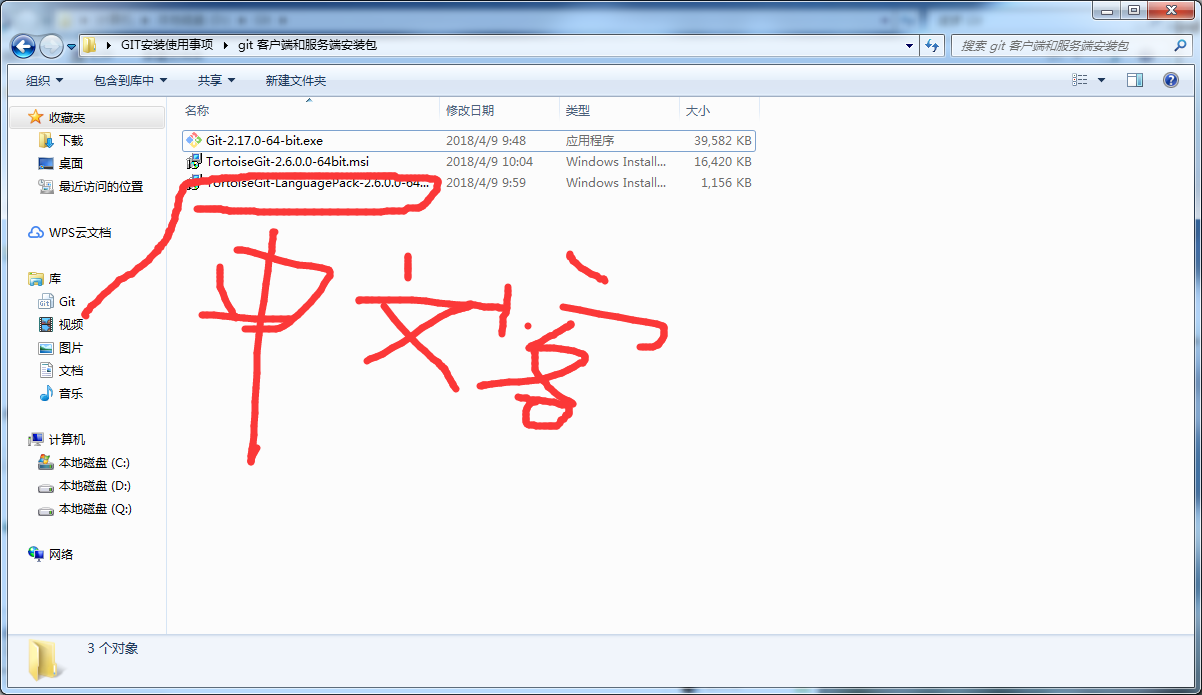 GIT安装使用事项 git 客户端和服务端安装包
搜索 git 客户端和服务端安装包
组织 包含到库中 共享 新建文件夹
名称 修改日期 类型 大小
Git-2.17.0-64-bit.exe 2018/4/9 9:48 应用程序 39,582 KB
TortoiseGit-2.6.0.0-64bit.msi 2018/4/9 10:04 Windows Install... 16,420 KB
TortoiseGit-LanguagePack-2.6.0.0-64... 2018/4/9 9:59 Windows Install... 1,156 KB
收藏夹
下载
桌面
最近访问的位置
WPS云文档
库
Git
视频
图片
文档
音乐
计算机
本地磁盘 (C:)
本地磁盘 (D:)
本地磁盘 (Q:)
网络
中文客
3 个对象